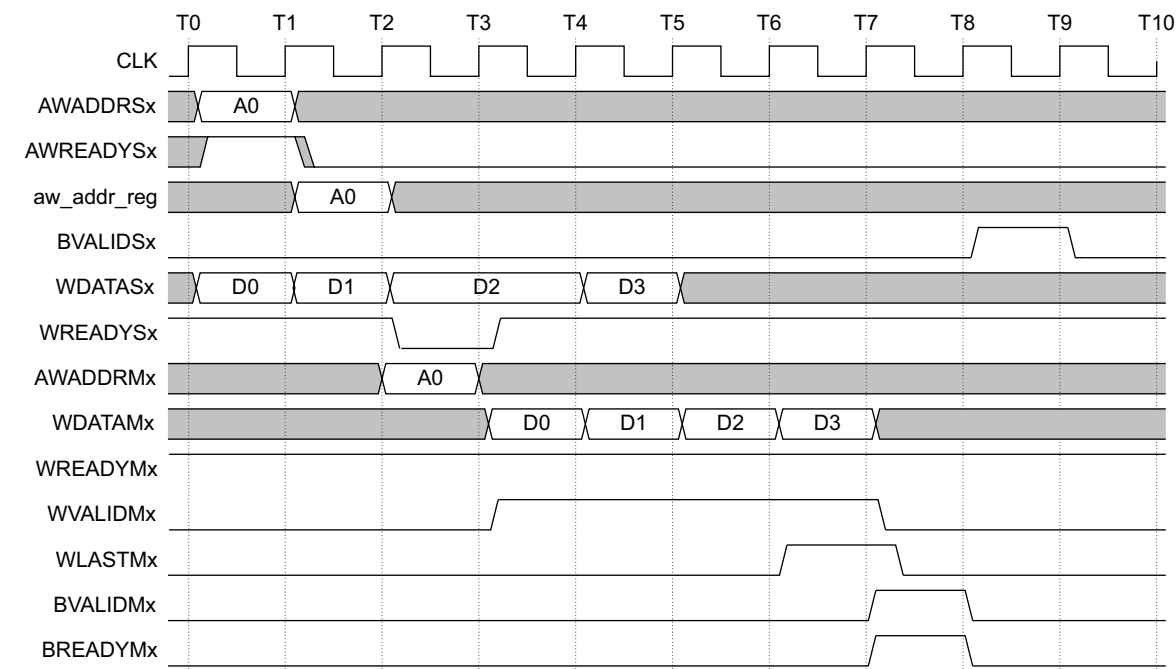 T0 T1 T2 T3 T4 T5 T6 T7 T8 T9 T10
CLK
AWADDRSx A0
AWREADYSx
aw_addr_reg A0
BVALIDSx
WDATASx D0 D1 D2 D3
WREADYSx
AWADDRMx A0
WDATAMx D0 D1 D2 D3
WREADYMx
WVALIDMx
WLASTMx
BVALIDMx
BREADYMx